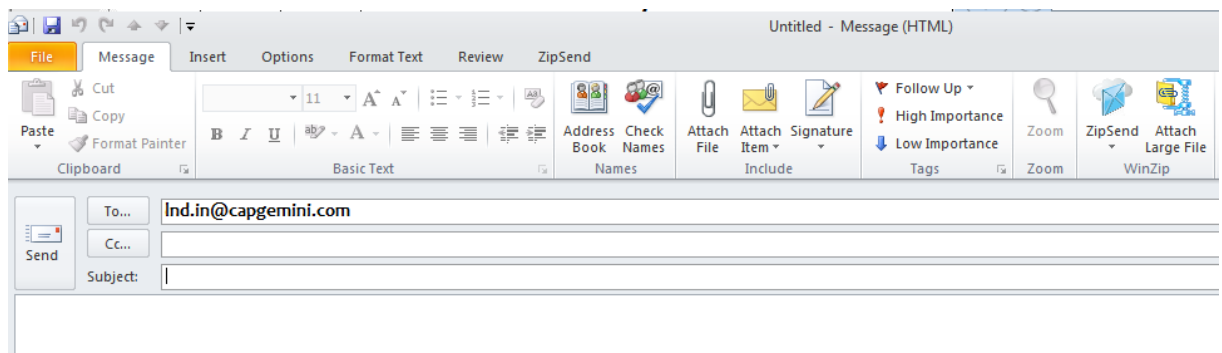 Untitled - Message (HTML)
File Message Insert Options Format Text Review ZipSend
Cut
Copy
Format Painter
Paste
Clipboard
11
B I U
Basic Text
Address Book
Check Names
Names
Attach File
Attach Item
Signature
Include
Follow Up
High Importance
Low Importance
Tags
Zoom
Zoom
ZipSend
Attach Large File
WinZip
Send
To... lnd.in@capgemini.com
Cc...
Subject: